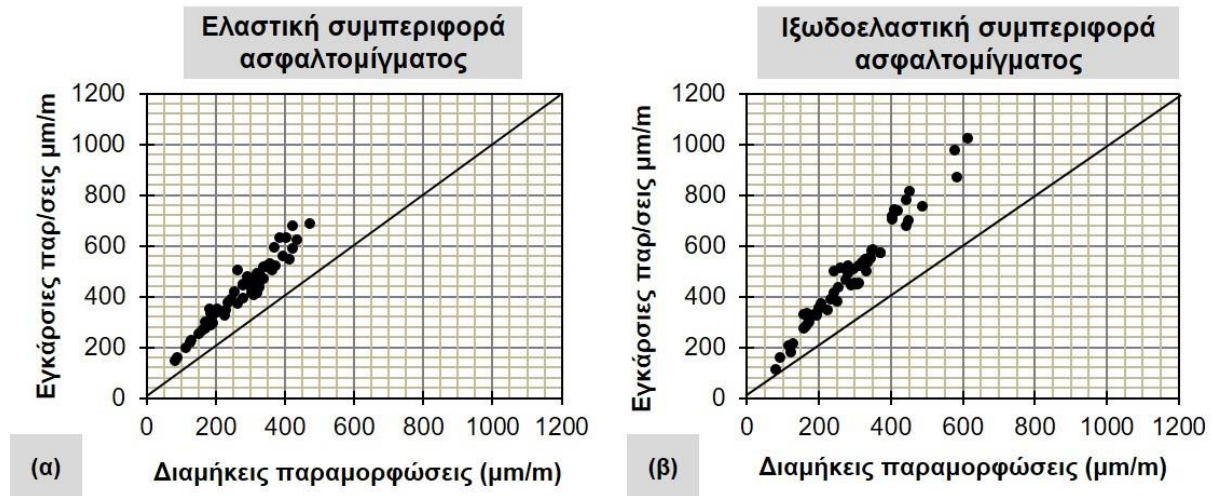 Ελαστική συμπεριφορά
ασφαλτομίγματος
Εγκάρσιες παρ/σεις μm/m
1200
1000
800
600
400
200
0
0 200 400 600 800 1000 1200
Διαμήκεις παραμορφώσεις (μm/m)
(α)
Ιξωδοελαστική συμπεριφορά
ασφαλτομίγματος
Εγκάρσιες παρ/σεις μm/m
1200
1000
800
600
400
200
0
0 200 400 600 800 1000 1200
Διαμήκεις παραμορφώσεις (μm/m)
(β)